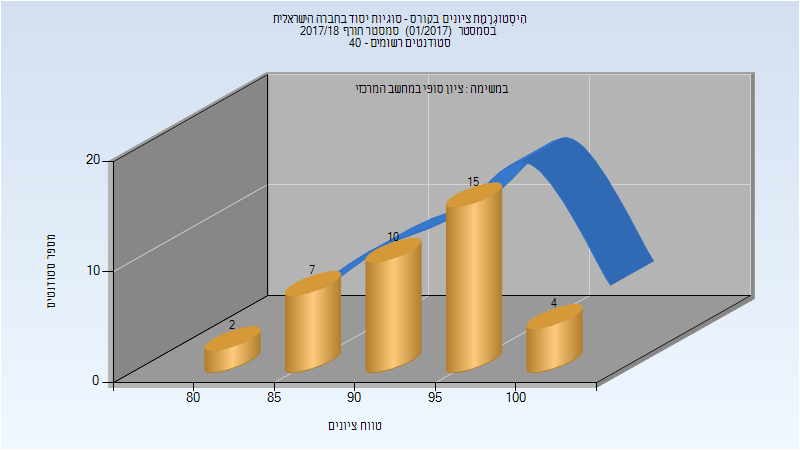 היסטוגרמת ציונים בקורס - סוגיות יסוד בחברה הישראלית
בסמסטר (01/2017) סמסטר חורף 2017/18
סטודנטים רשומים - 40
במשימה : ציון סופי במחשב המרכזי
מספר סטודנטים
20
10
0
2
7
10
15
4
80
85
90
95
100
טווח ציונים